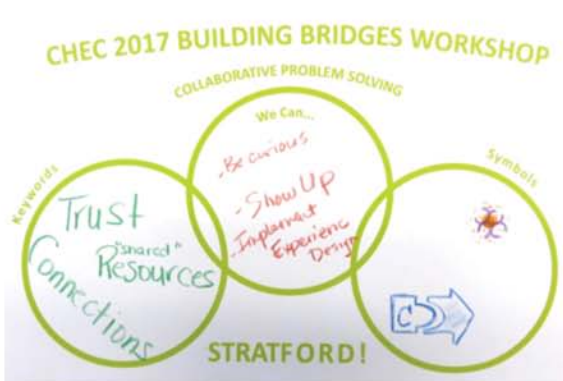 CHEC 2017 BUILDING BRIDGES WORKSHOP
COLLABORATIVE PROBLEM SOLVING
We Can...
- Be curious
- Show Up
- Implement
Experienc
Design
Keywords
Trust
"shared"
Resources
Connections
Symbols
C
STRATFORD!